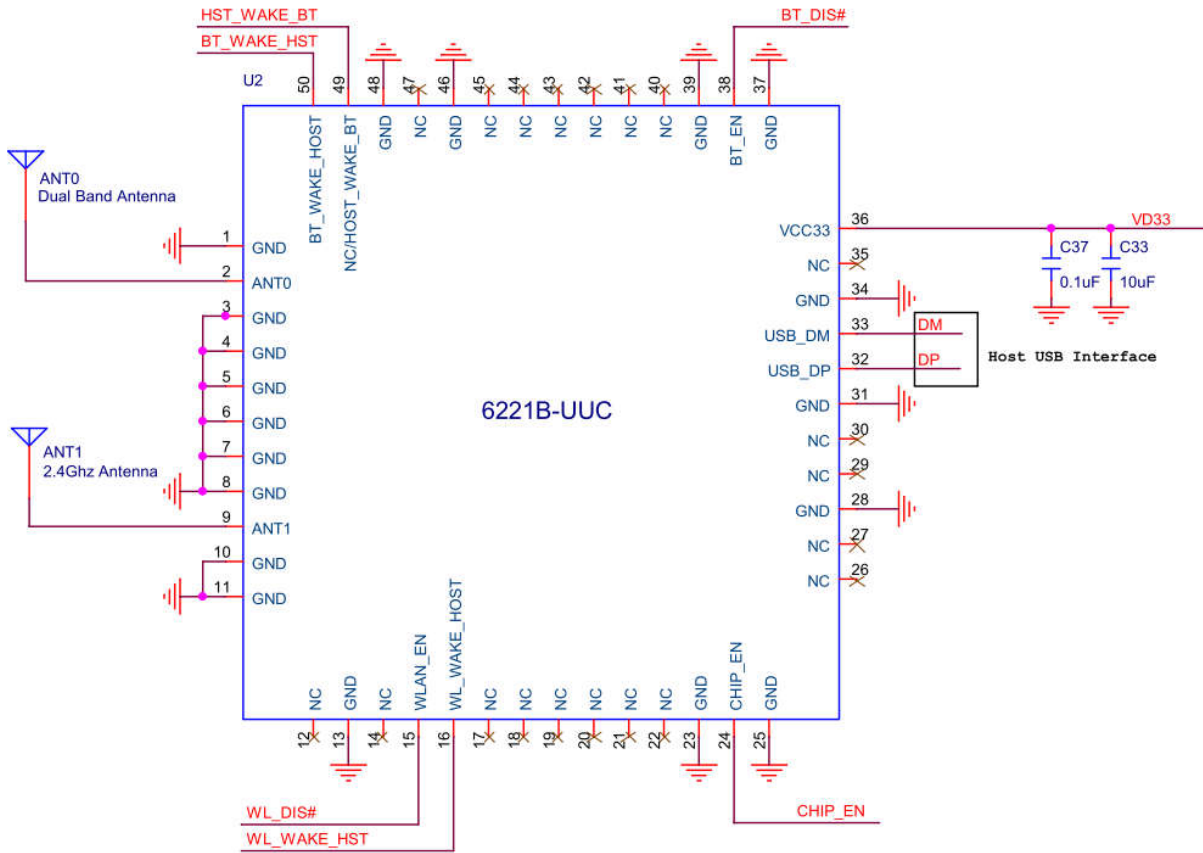 HST_WAKE_BT
BT_WAKE_HST
BT_DIS#
U2
50
49
48
47
46
45
44
43
42
41
40
39
38
37
BT_WAKE_HOST
NC/HOST_WAKE_BT
GND
NC
GND
NC
NC
NC
NC
NC
NC
GND
BT_EN
GND
ANT0
Dual Band Antenna
1 GND
2 ANT0
3 GND
4 GND
5 GND
6 GND
7 GND
8 GND
9 ANT1
10 GND
11 GND
ANT1
2.4Ghz Antenna
6221B-UUC
VCC33 36
NC 35
GND 34
USB_DM 33
USB_DP 32
GND 31
NC 30
NC 29
GND 28
NC 27
NC 26
VD33
C37
0.1uF
C33
10uF
DM
DP
Host USB Interface
NC
GND
NC
WLAN_EN
WL_WAKE_HOST
NC
NC
NC
NC
NC
NC
GND
CHIP_EN
GND
12
13
14
15
16
17
18
19
20
21
22
23
24
25
WL_DIS#
WL_WAKE_HST
CHIP_EN